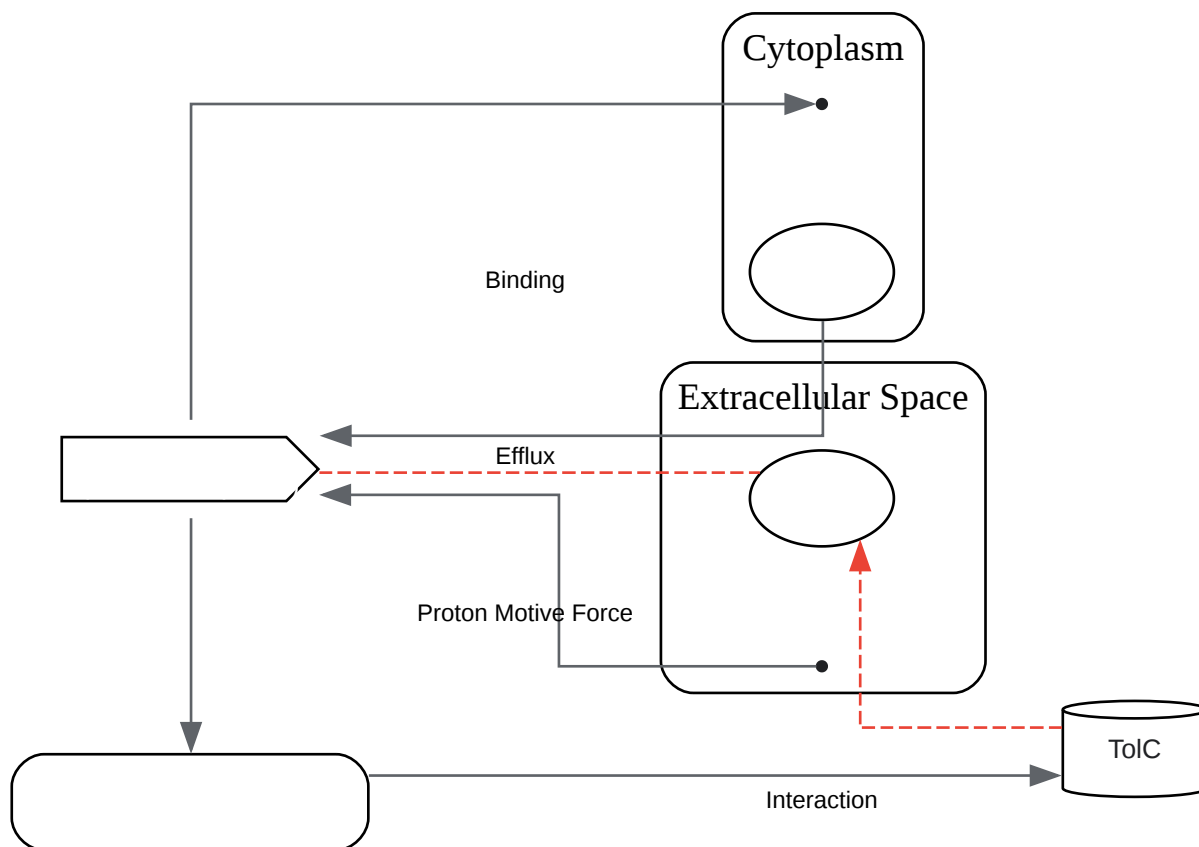 Cytoplasm
Binding
Extracellular Space
Efflux
Proton Motive Force
TolC
Interaction